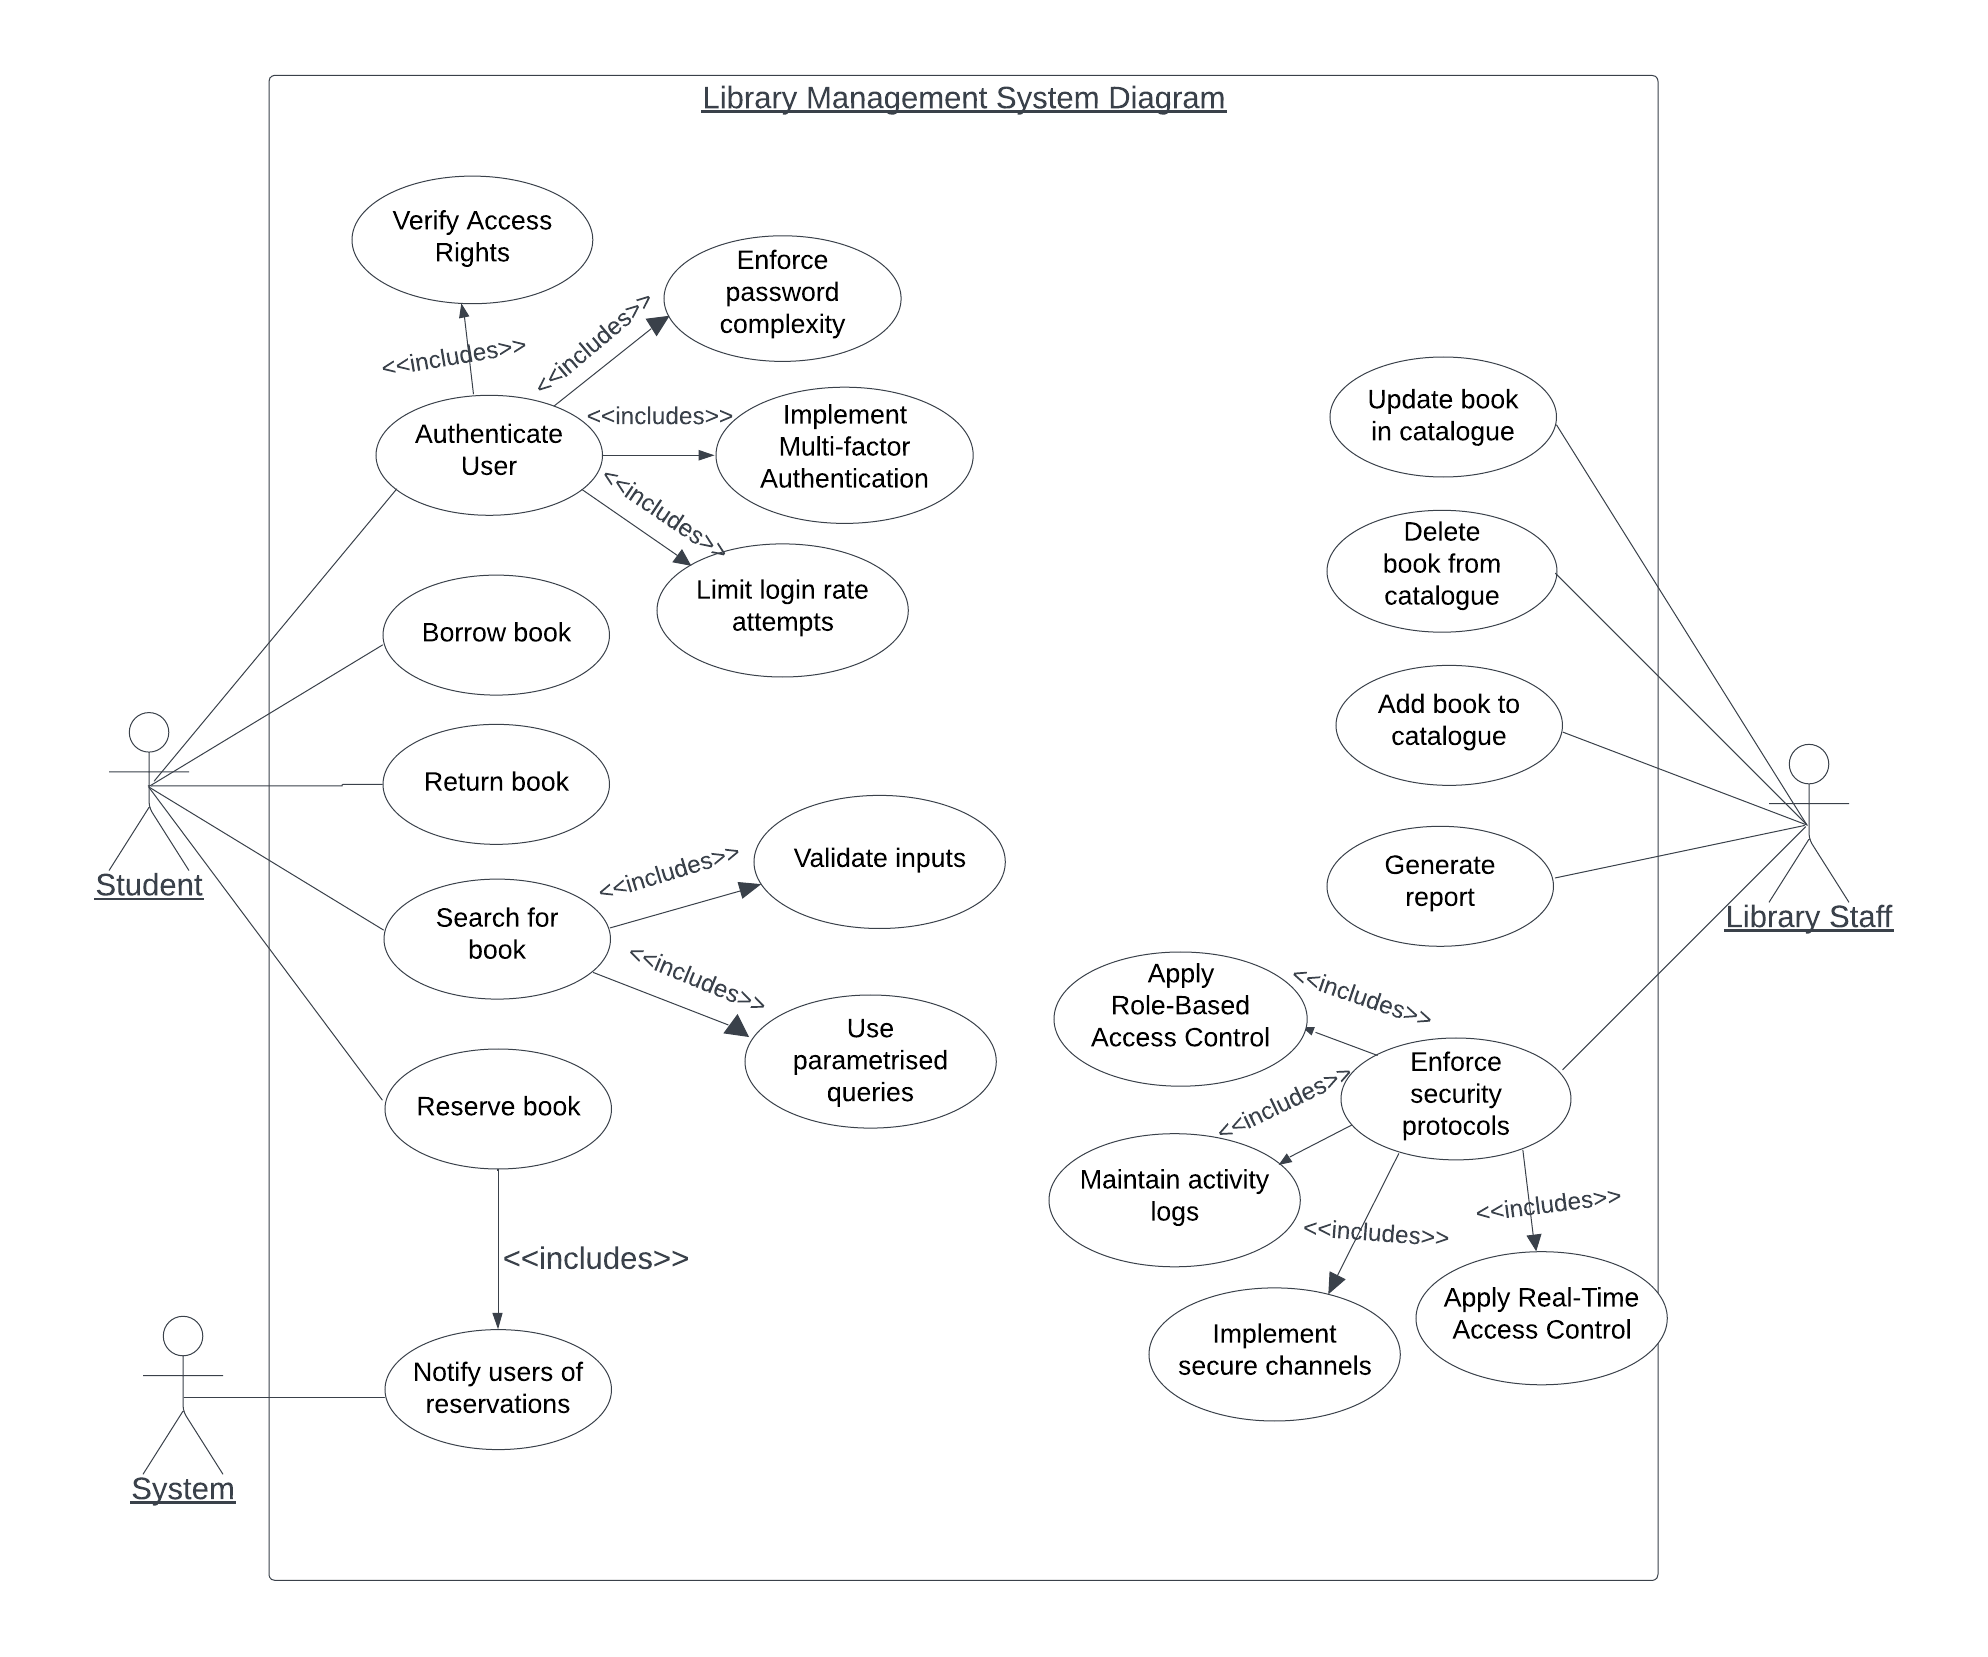 Library Management System Diagram
Verify Access
Rights
Enforce
password
complexity
<<includes>>
<<includes>>
Authenticate
User
<<includes>>
Implement
Multi-factor
Authentication
<<includes>>
Limit login rate
attempts
Borrow book
Return book
Student
Search for
book
<<includes>>
Validate inputs
<<includes>>
Use
parametrised
queries
Reserve book
<<includes>>
Notify users of
reservations
System
Update book
in catalogue
Delete
book from
catalogue
Add book to
catalogue
Generate
report
Library Staff
Apply
Role-Based
Access Control
<<includes>>
Enforce
security
protocols
<<includes>>
Maintain activity
logs
<<includes>>
<<includes>>
Implement
secure channels
Apply Real-Time
Access Control